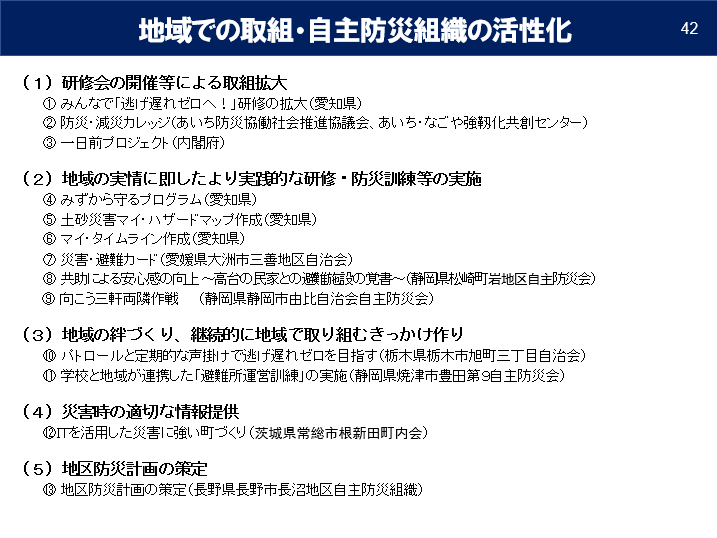 地域での取組・自主防災組織の活性化
42
（１）研修会の開催等による取組拡大
① みんなで「逃げ遅れゼロへ！」研修の拡大（愛知県）
② 防災・減災カレッジ（あいち防災協働社会推進協議会、あいち・なごや強靱化共創センター）
③ 一日前プロジェクト（内閣府）
（２）地域の実情に即したより実践的な研修・防災訓練等の実施
④ みずから守るプログラム（愛知県）
⑤ 土砂災害マイ・ハザードマップ作成（愛知県）
⑥ マイ・タイムライン作成（愛知県）
⑦ 災害・避難カード（愛媛県大洲市三善地区自治会）
⑧ 共助による安心感の向上 ～高台の民家との避難施設の覚書～（静岡県松崎町岩地区自主防災会）
⑨ 向こう三軒両隣作戦 （静岡県静岡市由比自治会自主防災会）
（３）地域の絆づくり、継続的に地域で取り組むきっかけ作り
⑩ パトロールと定期的な声掛けで逃げ遅れゼロを目指す（栃木県栃木市旭町三丁目自治会）
⑪ 学校と地域が連携した「避難所運営訓練」の実施（静岡県焼津市豊田第９自主防災会）
（４）災害時の適切な情報提供
⑫ITを活用した災害に強い町づくり（茨城県常総市根新田町内会）
（５）地区防災計画の策定
⑬ 地区防災計画の策定（長野県長野市長沼地区自主防災組織）